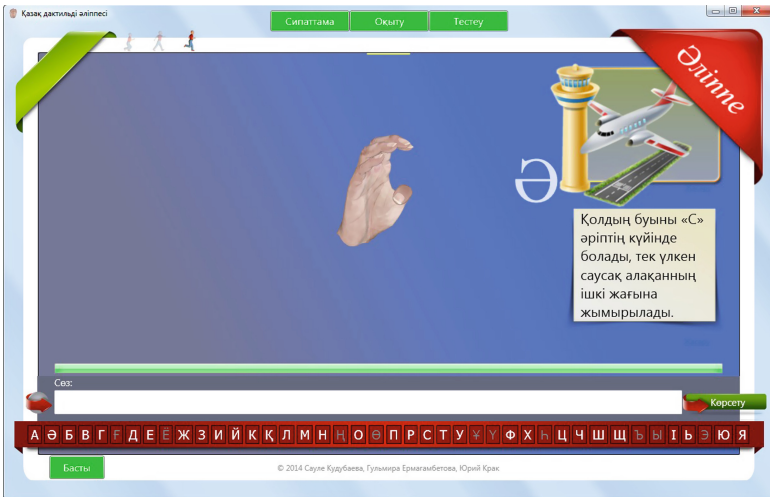 Қазақ дактильді әліппесі
Сипаттама Оқыту Тестеу
Әліппе
Ә
Қолдың буыны «С»
әріптің күйінде
болады, тек үлкен
саусақ алақанның
ішкі жағына
жымырылады.
Сөз:
Көрсету
А Ә Б В Г Ғ Д Е Ё Ж З И Й К Қ Л М Н Ң О Ө П Р С Т У Ұ Ү Ф Х Һ Ц Ч Ш Щ Ъ Ы І Ь Э Ю Я
Басты
© 2014 Сауле Кудубаева, Гульмира Ермагамбетова, Юрий Крак